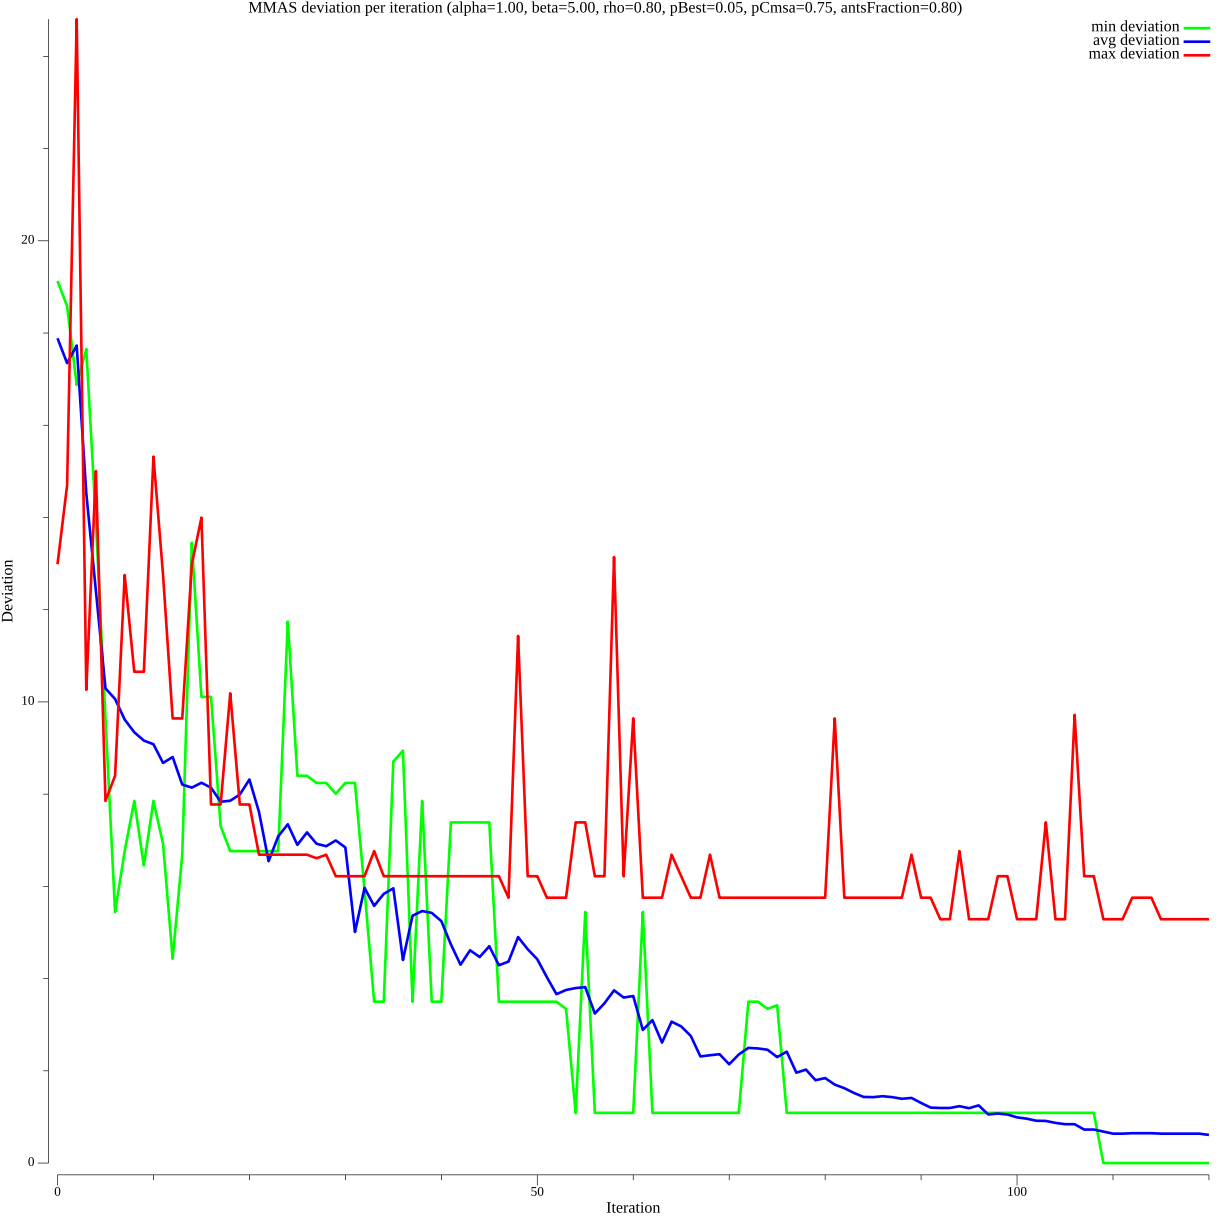 MMAS deviation per iteration (alpha=1.00, beta=5.00, rho=0.80, pBest=0.05, pCmsa=0.75, antsFraction=0.80)
min deviation
avg deviation
max deviation
20
10
0
Deviation
0
50
100
Iteration